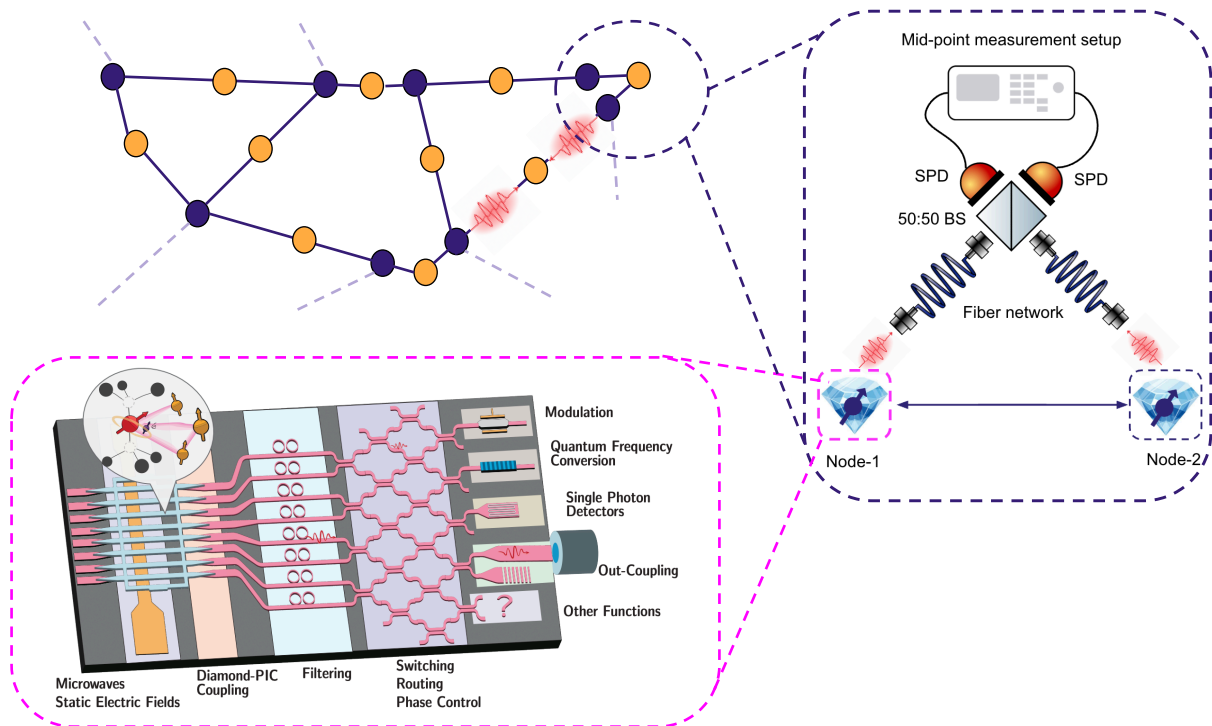 Mid-point measurement setup
SPD
SPD
50:50 BS
Fiber network
Node-1
Node-2
Modulation
Quantum Frequency
Conversion
Single Photon
Detectors
Out-Coupling
?
Other Functions
Microwaves
Static Electric Fields
Diamond-PIC
Coupling
Filtering
Switching
Routing
Phase Control